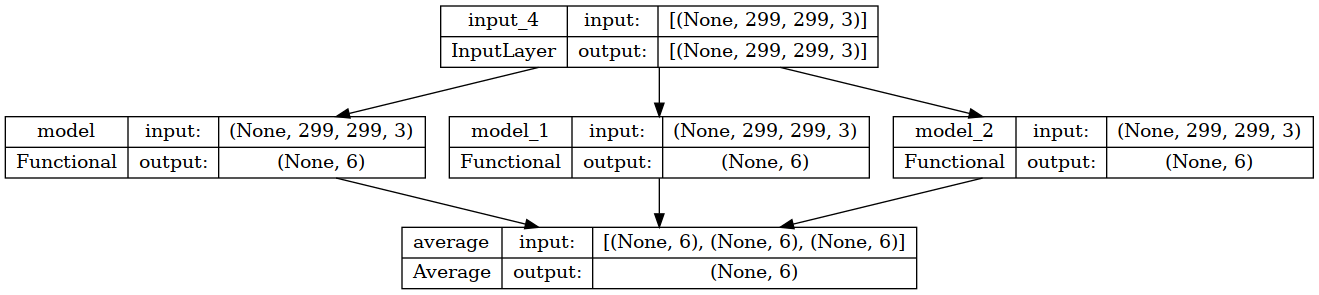 input_4 input: [(None, 299, 299, 3)]
InputLayer output: [(None, 299, 299, 3)]
model input: (None, 299, 299, 3) model_1 input: (None, 299, 299, 3) model_2 input: (None, 299, 299, 3)
Functional output: (None, 6) Functional output: (None, 6) Functional output: (None, 6)
average input: [(None, 6), (None, 6), (None, 6)]
Average output: (None, 6)